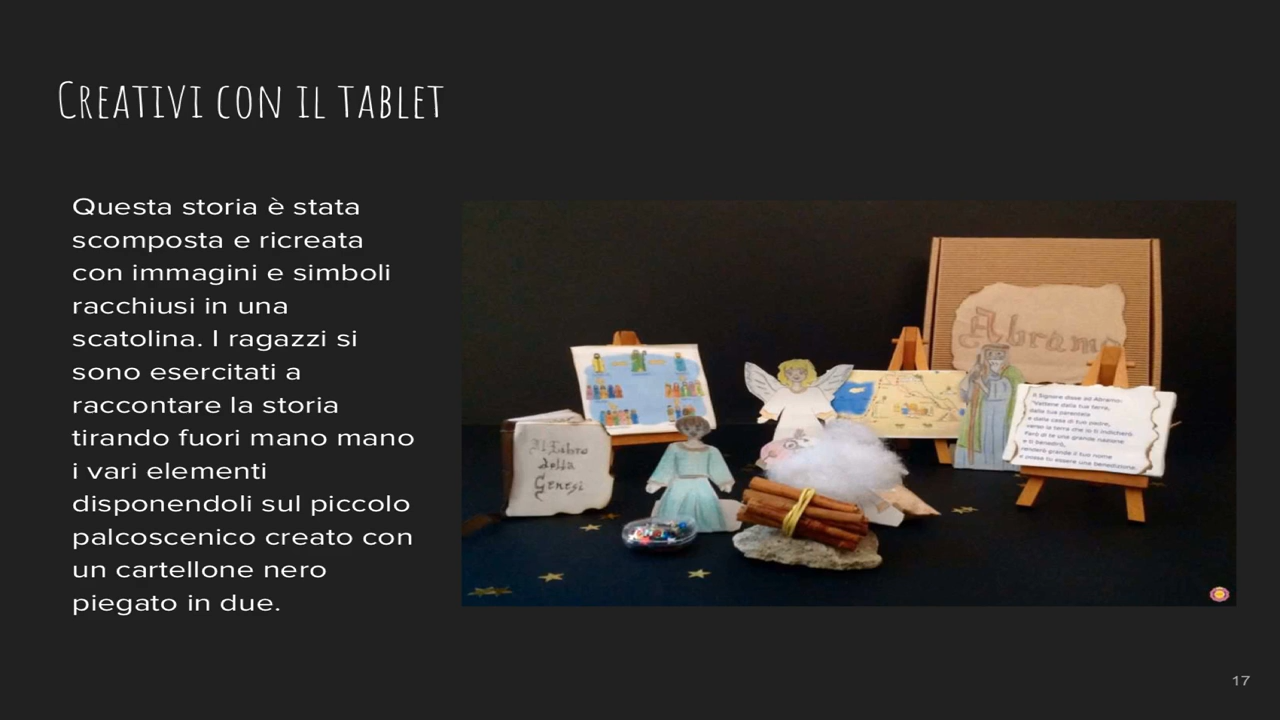 Creativi con il tablet
Questa storia è stata
scomposta e ricreata
con immagini e simboli
racchiusi in una
scatolina. I ragazzi si
sono esercitati a
raccontare la storia
tirando fuori mano mano
i vari elementi
disponendoli sul piccolo
palcoscenico creato con
un cartellone nero
piegato in due.
Abramo
Il Libro
della
Genesi
Il Signore disse ad Abramo:
"Vattene dalla tua terra,
dalla tua parentela
e dalla casa di tuo padre,
verso la terra che io ti indicherò
Farò di te una grande nazione
e ti benedirò,
renderò grande il tuo nome
e possa tu essere una benedizione.
17